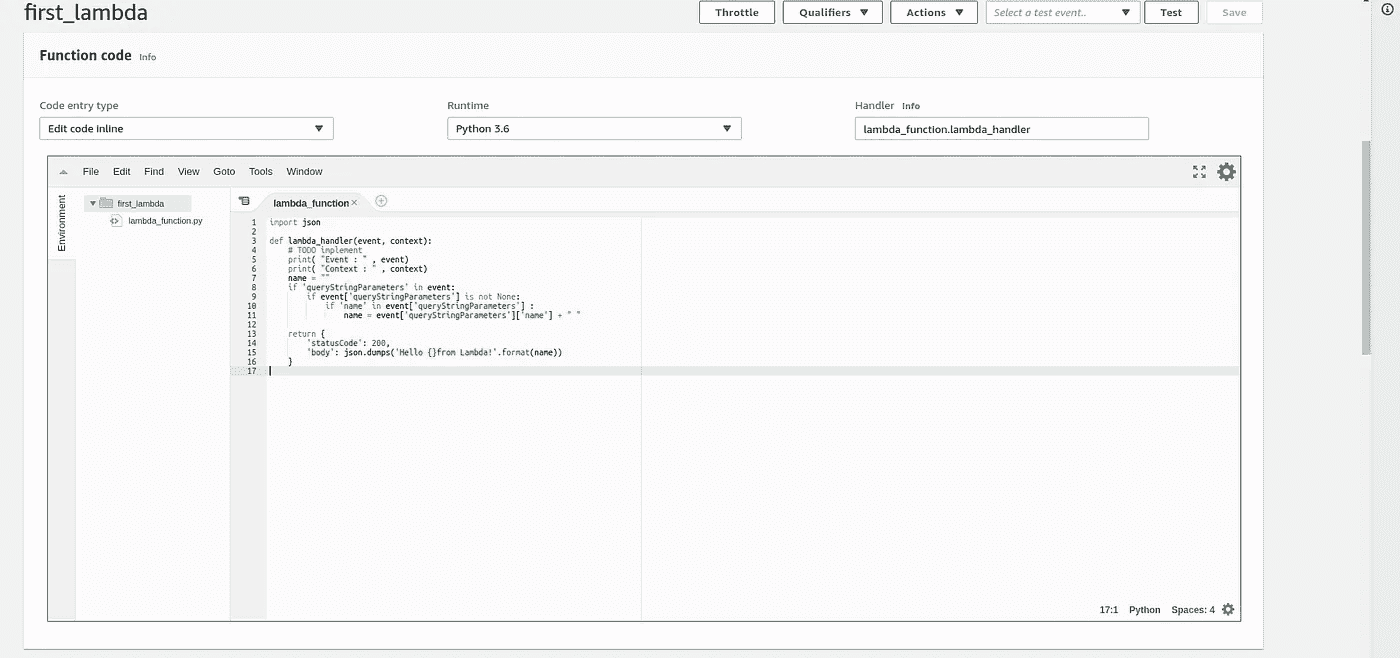 first_lambda
Throttle Qualifiers Actions Select a test event.. Test Save
Function code Info
Code entry type Runtime Handler Info
Edit code inline Python 3.6 lambda_function.lambda_handler
File Edit Find View Goto Tools Window
Environment
first_lambda
lambda_function.py
lambda_function
1 import json
2
3 def lambda_handler(event, context):
4     # TODO implement
5     print( "Event : " , event)
6     print( "Context : " , context)
7     name = ""
8     if 'queryStringParameters' in event:
9         if event['queryStringParameters'] is not None:
10             if 'name' in event['queryStringParameters'] :
11                 name = event['queryStringParameters']['name'] + " "
12
13     return {
14         'statusCode': 200,
15         'body': json.dumps('Hello {}from Lambda!'.format(name))
16     }
17
17:1 Python Spaces: 4